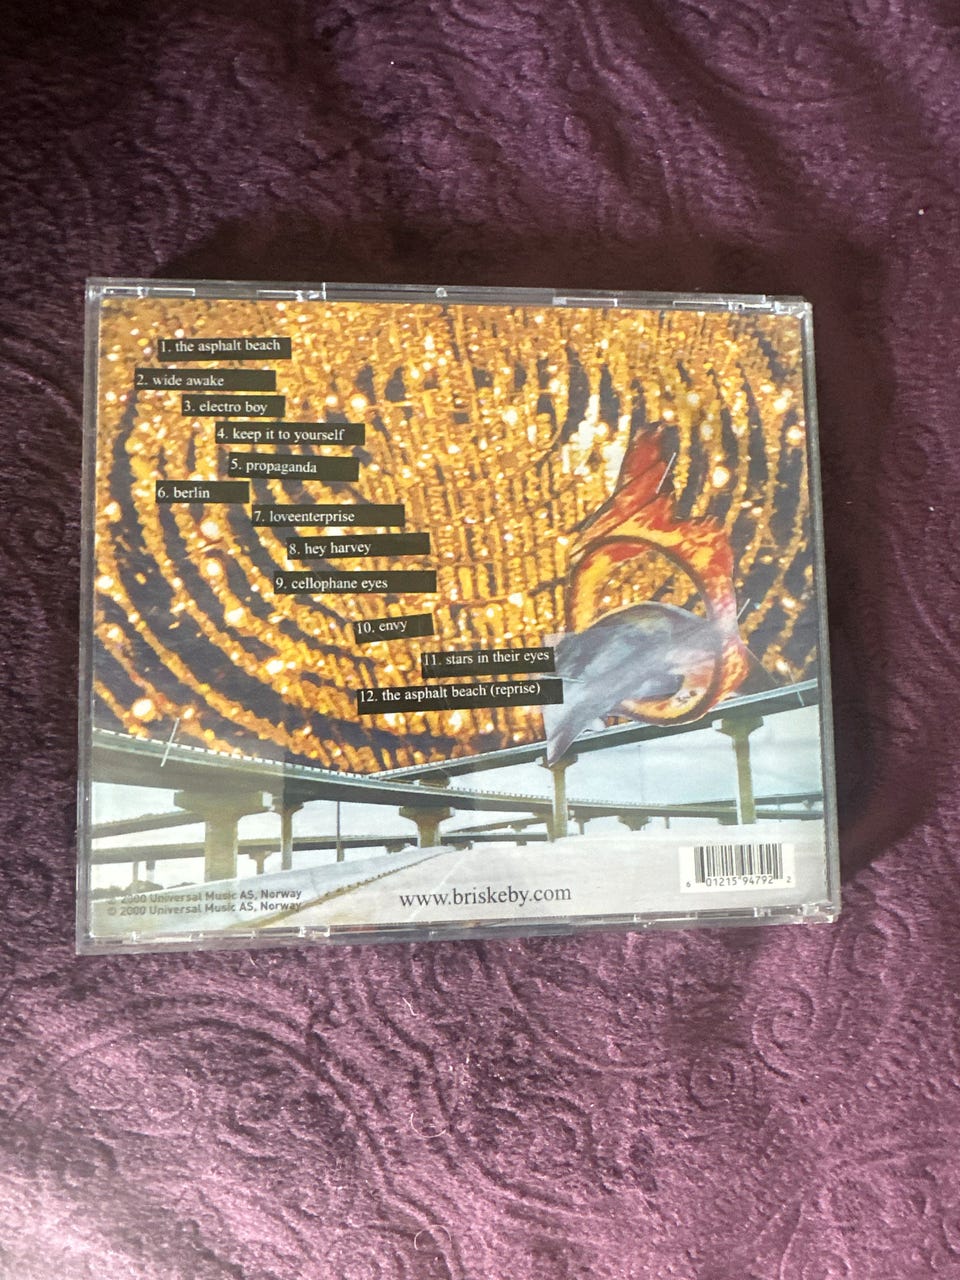 1. the asphalt beach
2. wide awake
3. electro boy
4. keep it to yourself
5. propaganda
6. berlin
7. loveenterprise
8. hey harvey
9. cellophane eyes
10. envy
11. stars in their eyes
12. the asphalt beach (reprise)
℗ 2000 Universal Music AS, Norway
© 2000 Universal Music AS, Norway
www.briskeby.com
6 01215 94792 2